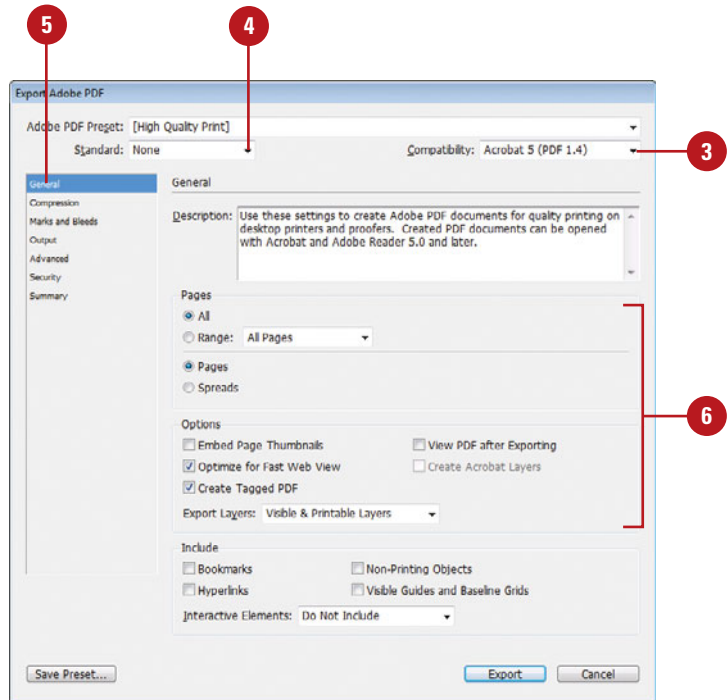 5
4
Export Adobe PDF
Adobe PDF Preset: [High Quality Print]
Standard: None
Compatibility: Acrobat 5 (PDF 1.4)
3
General
Compression
Marks and Bleeds
Output
Advanced
Security
Summary
General
Description: Use these settings to create Adobe PDF documents for quality printing on
desktop printers and proofers. Created PDF documents can be opened
with Acrobat and Adobe Reader 5.0 and later.
Pages
All
Range: All Pages
Pages
Spreads
6
Options
Embed Page Thumbnails
View PDF after Exporting
Optimize for Fast Web View
Create Acrobat Layers
Create Tagged PDF
Export Layers: Visible & Printable Layers
Include
Bookmarks
Non-Printing Objects
Hyperlinks
Visible Guides and Baseline Grids
Interactive Elements: Do Not Include
Save Preset...
Export
Cancel